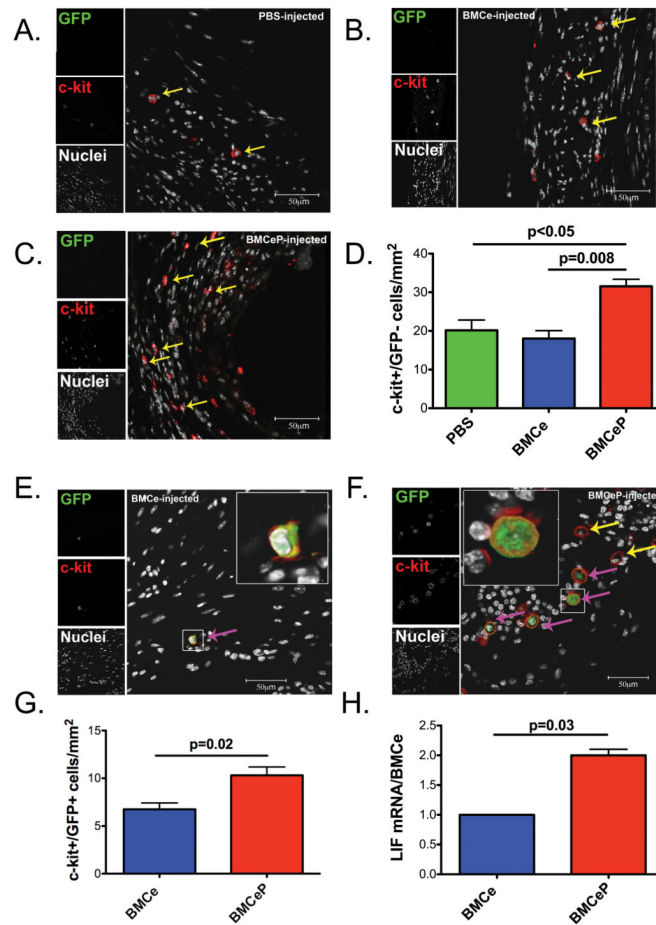 A.
GFP
c-kit
Nuclei
PBS-injected
50µm
B.
GFP
c-kit
Nuclei
BMCe-injected
50µm
C.
GFP
c-kit
Nuclei
BMCeP-injected
50µm
D.
p<0.05
p=0.008
c-kit+/GFP- cells/mm²
40
30
20
10
0
PBS
BMCe
BMCeP
E.
GFP
c-kit
Nuclei
BMCe-injected
50µm
F.
GFP
c-kit
Nuclei
BMCeP-injected
50µm
G.
p=0.02
c-kit+/GFP+ cells/mm²
15
10
5
0
BMCe
BMCeP
H.
p=0.03
LIF mRNA/BMCe
2.5
2.0
1.5
1.0
0.5
0.0
BMCe
BMCeP